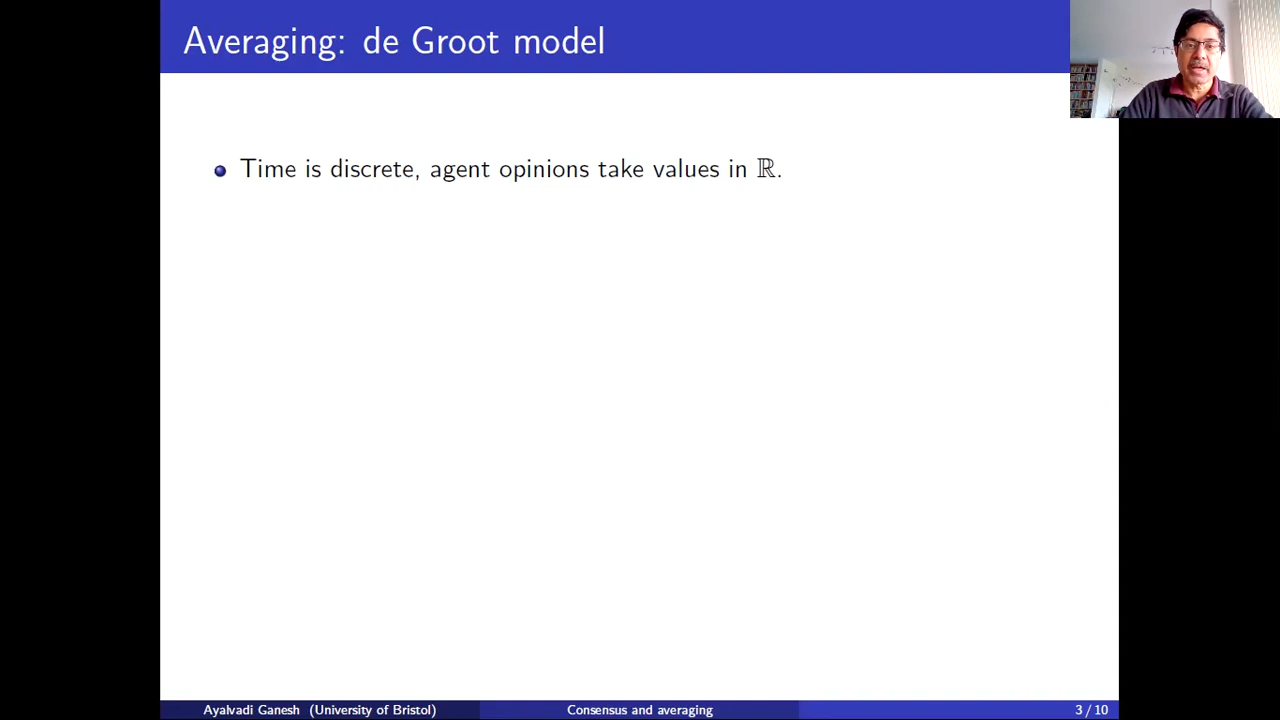 Averaging: de Groot model
Time is discrete, agent opinions take values in ℝ.
Ayalvadi Ganesh (University of Bristol)
Consensus and averaging
3 / 10